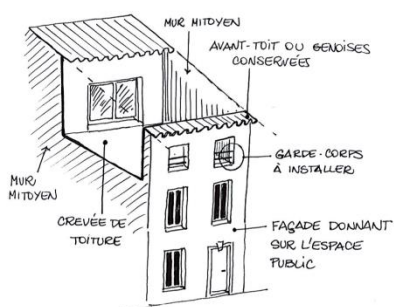 MUR MITOYEN
AVANT-TOIT OU GENOISES
CONSERVÉES
GARDE-CORPS
À INSTALLER
MUR
MITOYEN
CREVÉE DE
TOITURE
FAÇADE DONNANT
SUR L'ESPACE
PUBLIC